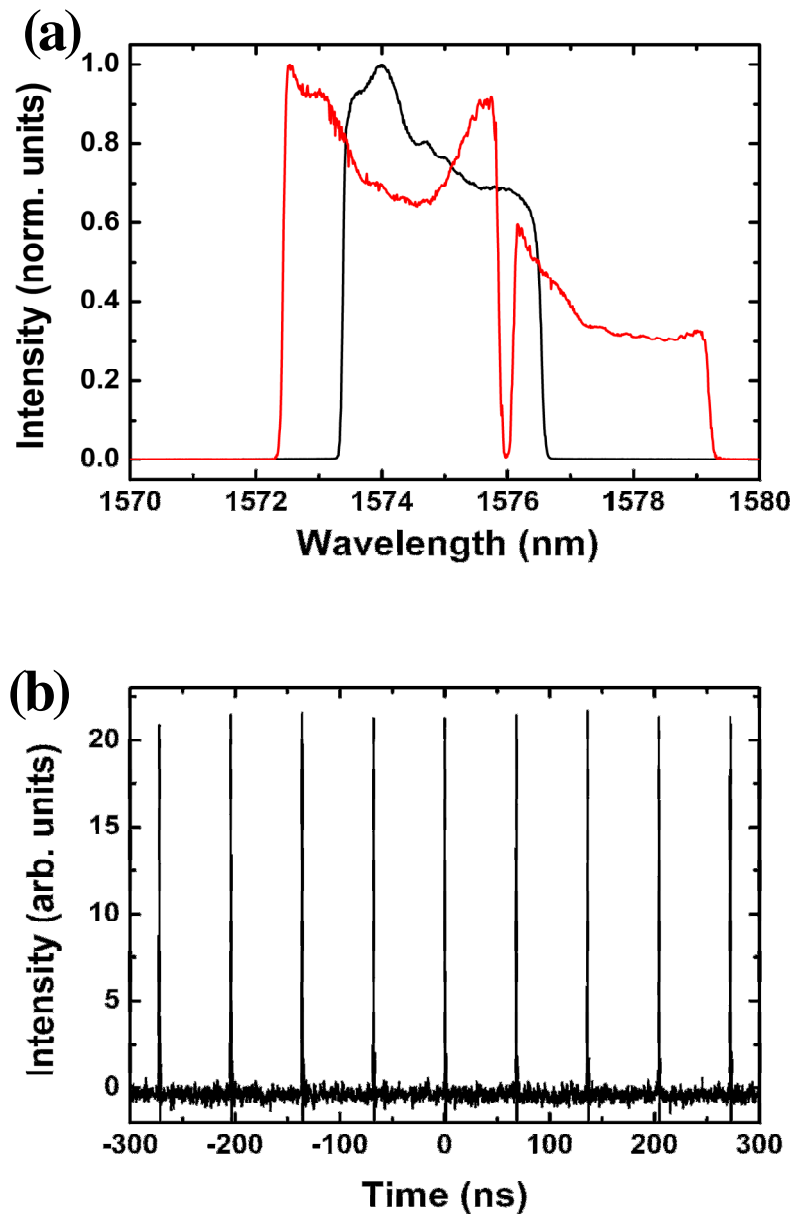 (a)
Intensity (norm. units)
1.0
0.8
0.6
0.4
0.2
0.0
1570 1572 1574 1576 1578 1580
Wavelength (nm)
(b)
Intensity (arb. units)
20
15
10
5
0
-300 -200 -100 0 100 200 300
Time (ns)